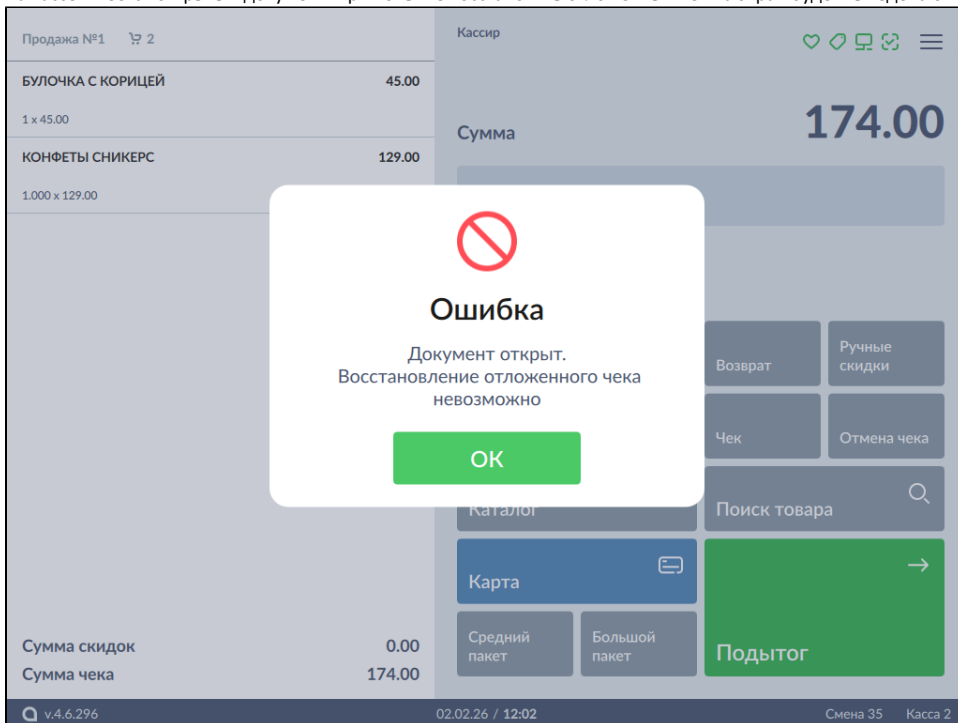 Продажа №1 2
БУЛОЧКА С КОРИЦЕЙ 45.00
1 x 45.00
КОНФЕТЫ СНИКЕРС 129.00
1.000 x 129.00
Кассир
Сумма 174.00
Ошибка
Документ открыт.
Восстановление отложенного чека
невозможно
ОК
Возврат
Ручные
скидки
Чек
Отмена чека
Каталог
Поиск товара
Карта
Средний
пакет
Большой
пакет
Подытог
Сумма скидок 0.00
Сумма чека 174.00
v.4.6.296
02.02.26 / 12:02
Смена 35 Касса 2